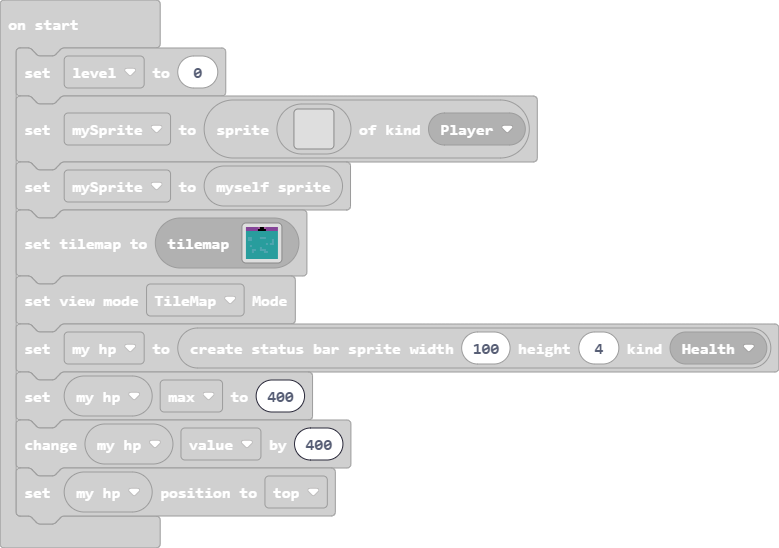 on start
set level to 0
set mySprite to sprite of kind Player
set mySprite to myself sprite
set tilemap to tilemap
set view mode TileMap Mode
set my hp to create status bar sprite width 100 height 4 kind Health
set my hp max to 400
change my hp value by 400
set my hp position to top